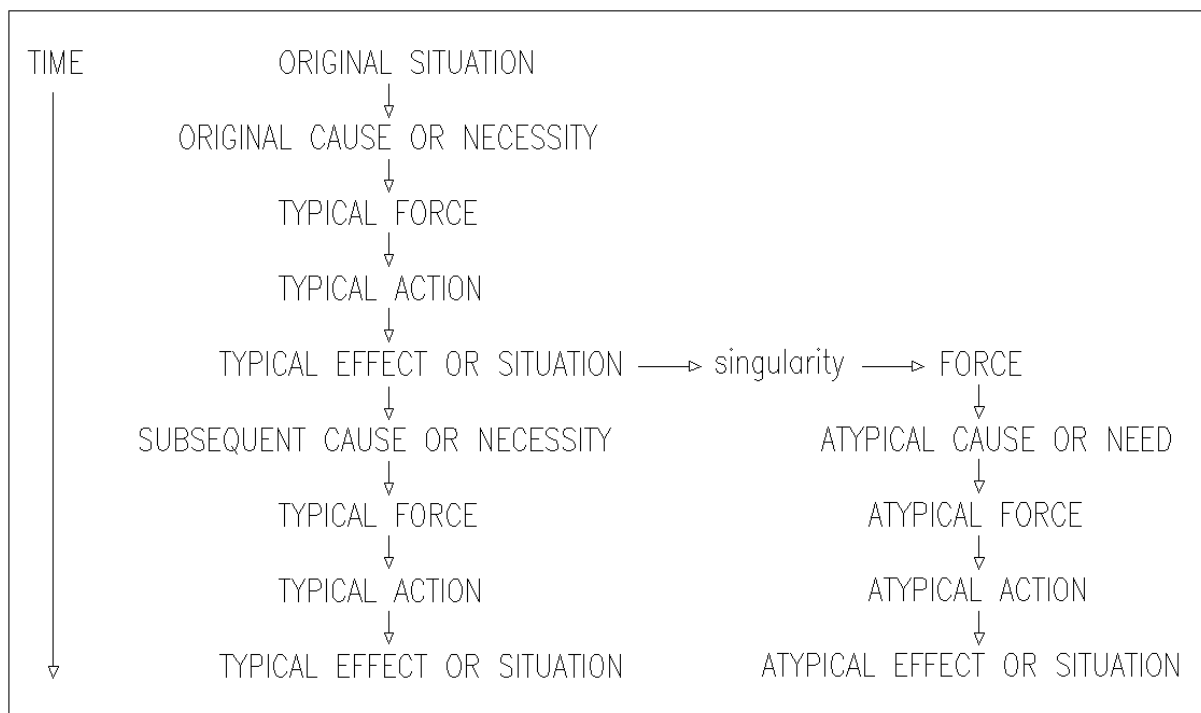 TIME ORIGINAL SITUATION
ORIGINAL CAUSE OR NECESSITY
TYPICAL FORCE
TYPICAL ACTION
TYPICAL EFFECT OR SITUATION singularity FORCE
SUBSEQUENT CAUSE OR NECESSITY ATYPICAL CAUSE OR NEED
TYPICAL FORCE ATYPICAL FORCE
TYPICAL ACTION ATYPICAL ACTION
TYPICAL EFFECT OR SITUATION ATYPICAL EFFECT OR SITUATION